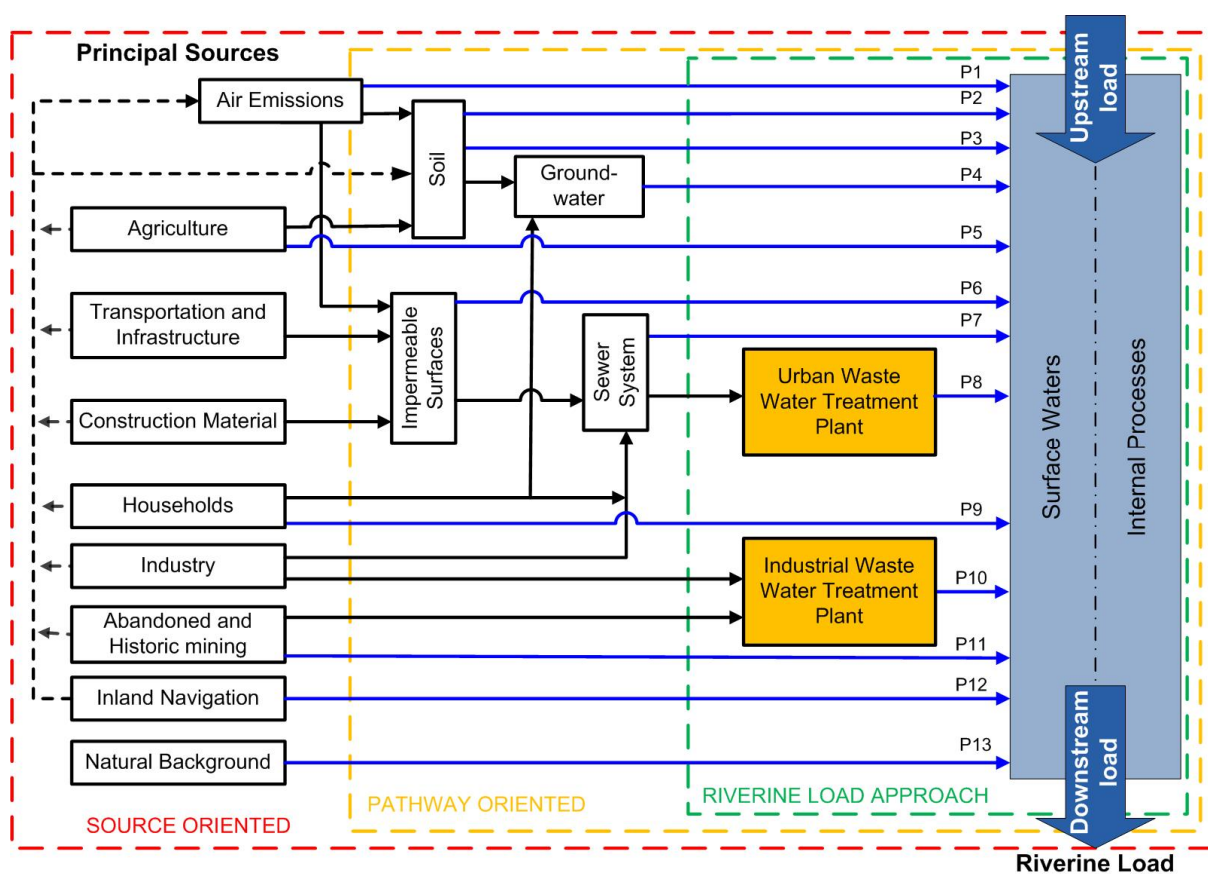 Principal Sources
Air Emissions
Agriculture
Transportation and
Infrastructure
Construction Material
Households
Industry
Abandoned and
Historic mining
Inland Navigation
Natural Background
SOURCE ORIENTED
Soil
Ground-
water
Impermeable
Surfaces
Sewer
System
PATHWAY ORIENTED
Urban Waste
Water Treatment
Plant
Industrial Waste
Water Treatment
Plant
RIVERINE LOAD APPROACH
P1
P2
P3
P4
P5
P6
P7
P8
P9
P10
P11
P12
P13
Upstream
load
Surface Waters
Internal Processes
Downstream
load
Riverine Load